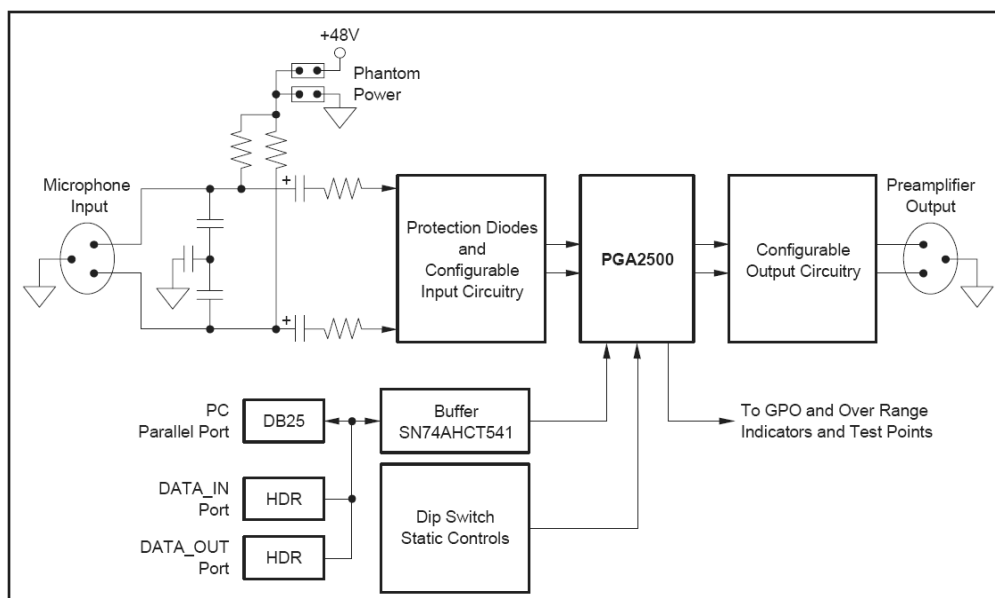 +48V
Phantom
Power
Microphone
Input
+
+
Protection Diodes
and
Configurable
Input Circuitry
PGA2500
Configurable
Output Circuitry
Preamplifier
Output
PC
Parallel Port
DB25
Buffer
SN74AHCT541
To GPO and Over Range
Indicators and Test Points
DATA_IN
Port
HDR
Dip Switch
Static Controls
DATA_OUT
Port
HDR